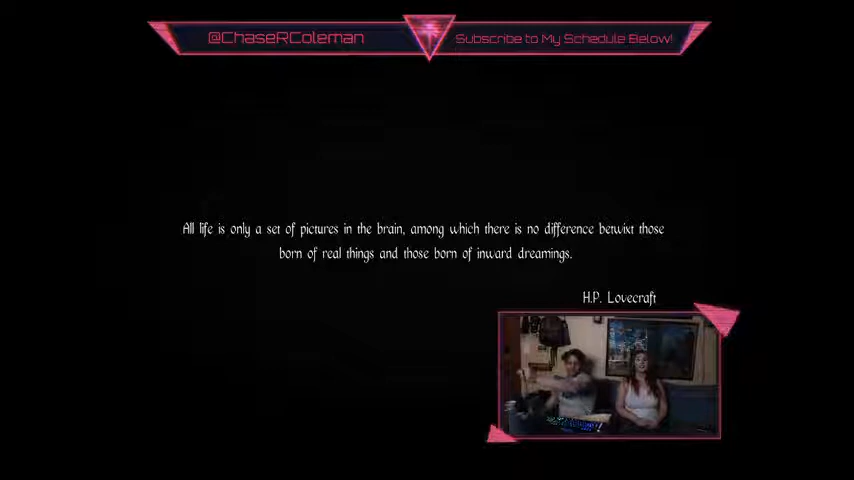 @ChaseRColeman
Subscribe to My Schedule Below!
All life is only a set of pictures in the brain, among which there is no difference betwixt those
born of real things and those born of inward dreamings.
H.P. Lovecraft